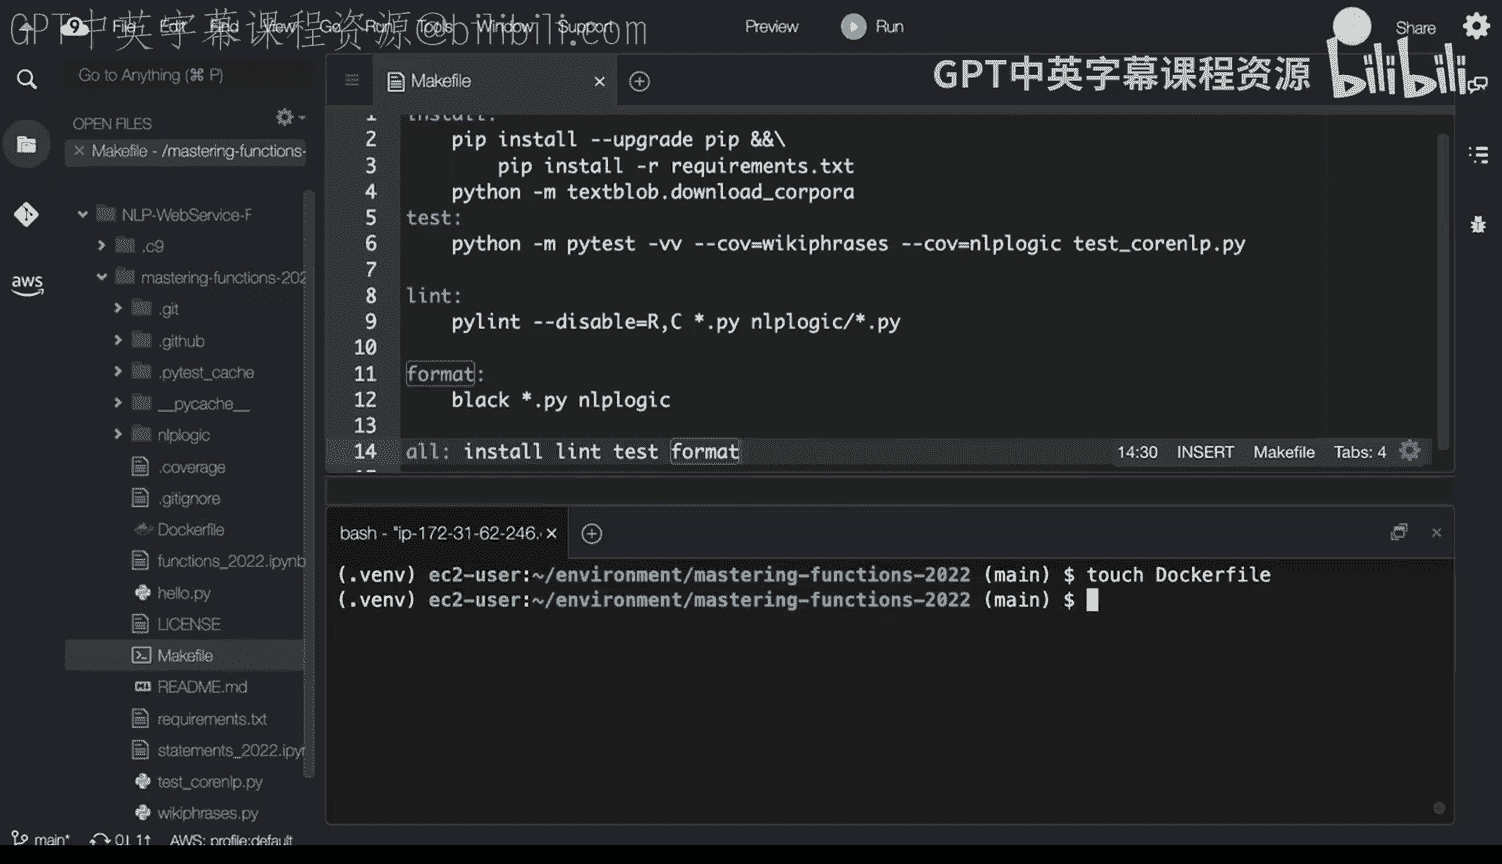 GPT中英字幕课程资源@bilibili.com
File Edit Find View Go Run Tools Window Support Preview Run Share
GPT中英字幕课程资源 bilibili
Go to Anything (⌘ P)
OPEN FILES
Makefile - /mastering-functions-
NLP-WebService-F
.c9
mastering-functions-202
.git
.github
.pytest_cache
__pycache__
nlplogic
.coverage
.gitignore
Dockerfile
functions_2022.ipynb
hello.py
LICENSE
Makefile
README.md
requirements.txt
statements_2022.ipyn
test_corenlp.py
wikiphrases.py
aws
Makefile
1 install:
2 pip install --upgrade pip &&\
3 pip install -r requirements.txt
4 python -m textblob.download_corpora
5 test:
6 python -m pytest -vv --cov=wikiphrases --cov=nlplogic test_corenlp.py
7
8 lint:
9 pylint --disable=R,C *.py nlplogic/*.py
10
11 format:
12 black *.py nlplogic
13
14 all: install lint test format
14:30 INSERT Makefile Tabs: 4
bash - "ip-172-31-62-246.
(.venv) ec2-user:~/environment/mastering-functions-2022 (main) $ touch Dockerfile
(.venv) ec2-user:~/environment/mastering-functions-2022 (main) $
main* 0↓ 1↑ AWS: profile:default